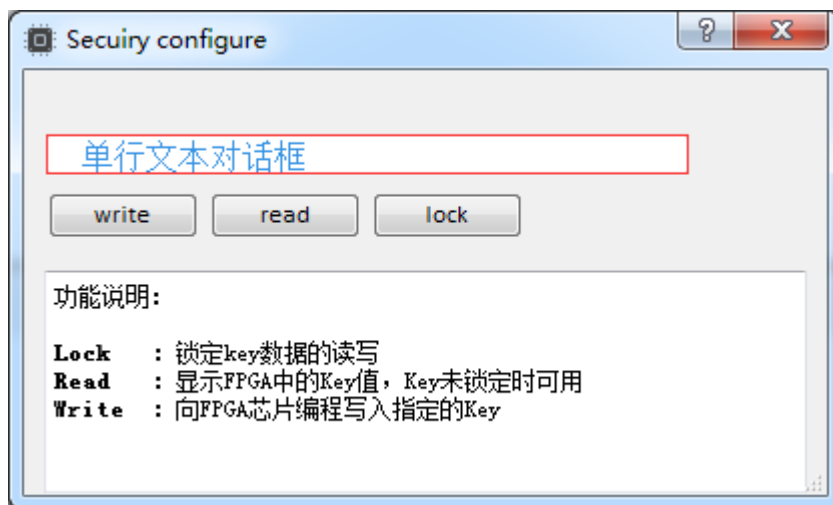 Secuiry configure
单行文本对话框
write read lock
功能说明:
Lock : 锁定key数据的读写
Read : 显示FPGA中的Key值，Key未锁定时可用
Write : 向FPGA芯片编程写入指定的Key